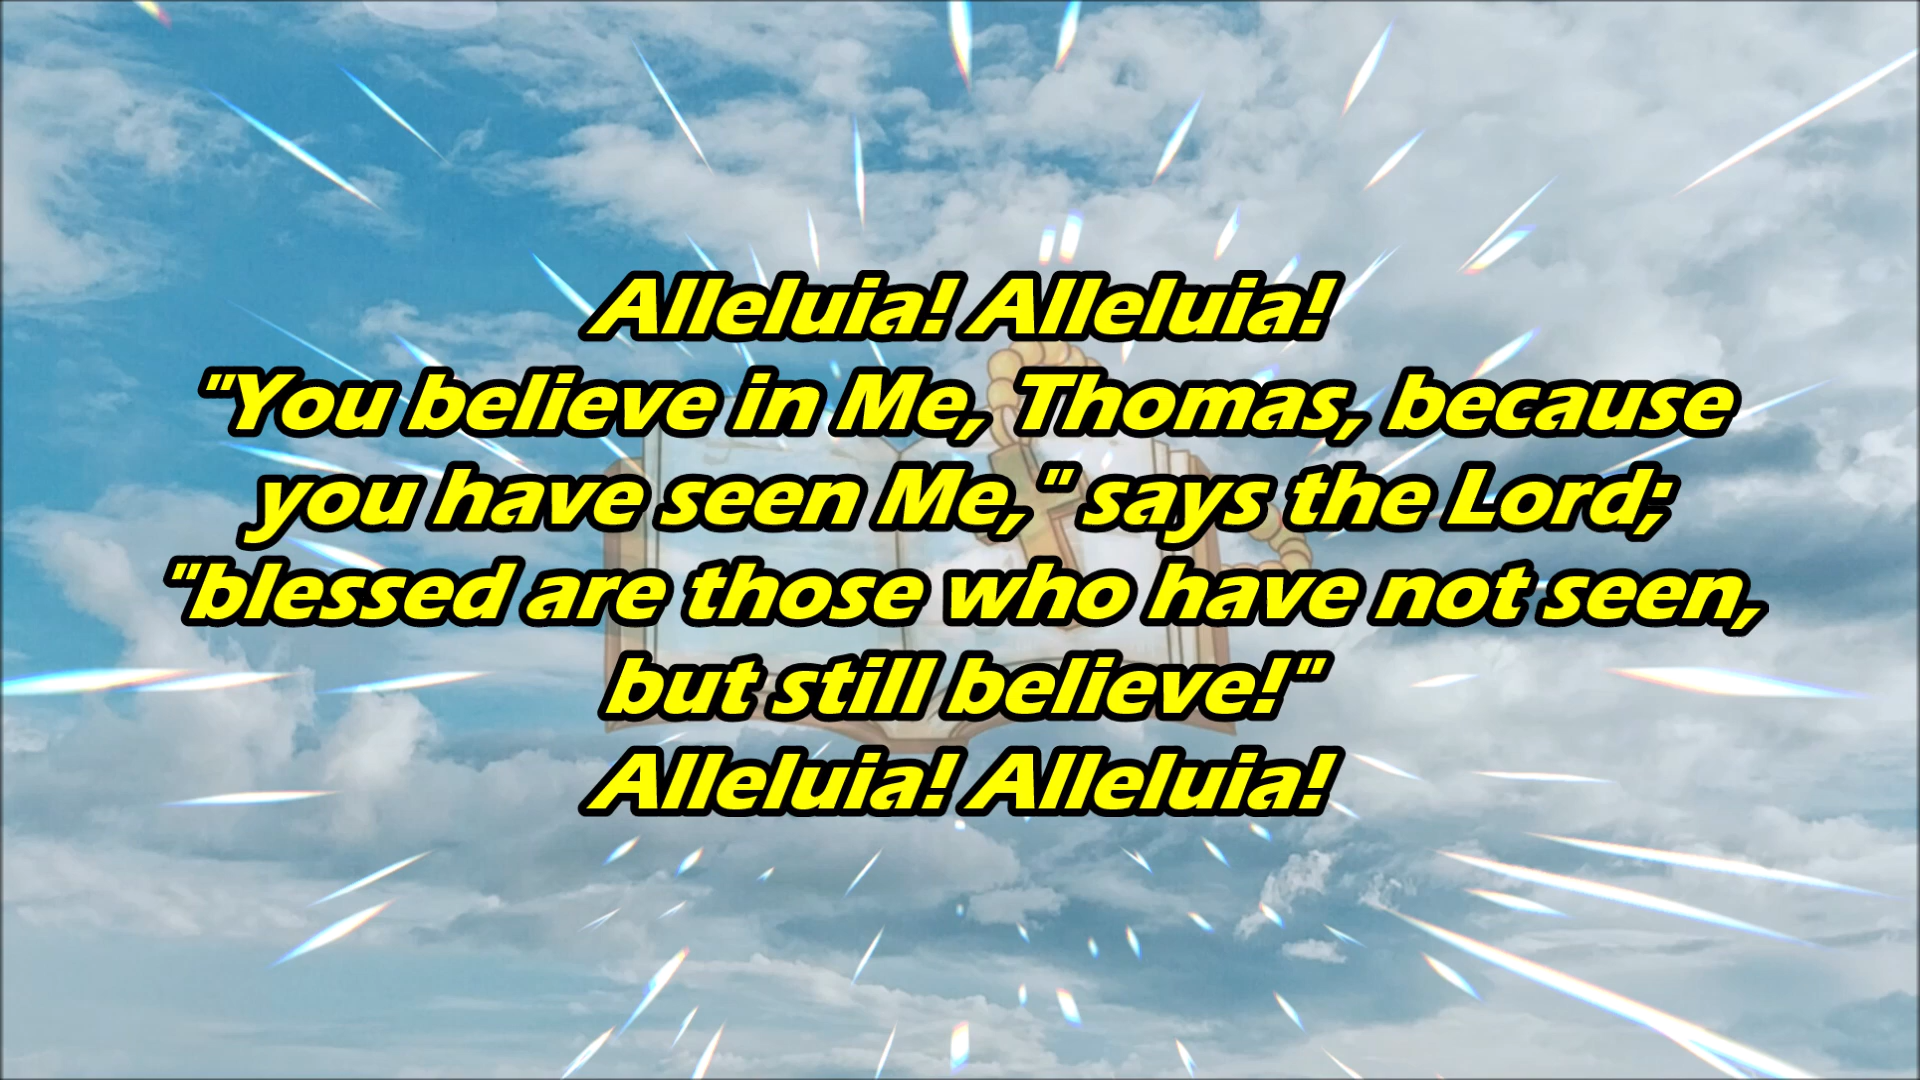 Alleluia! Alleluia!
"You believe in Me, Thomas, because
you have seen Me," says the Lord;
"blessed are those who have not seen,
but still believe!"
Alleluia! Alleluia!